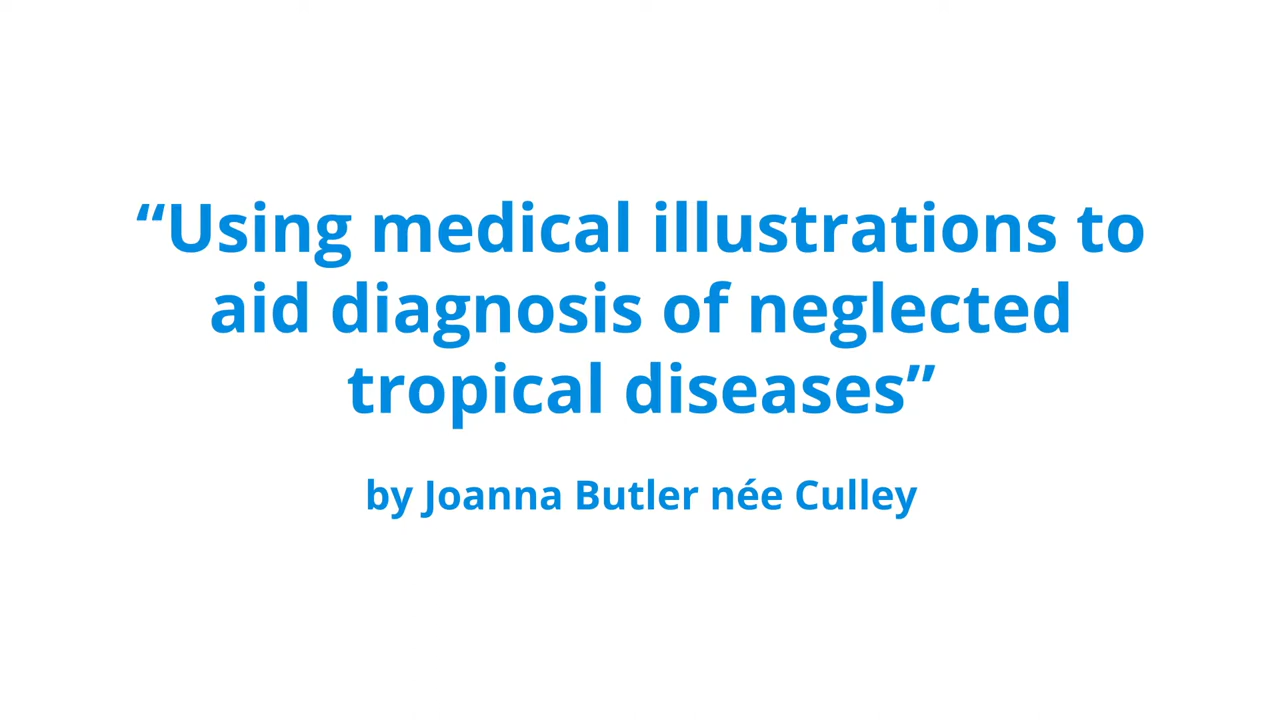 “Using medical illustrations to
aid diagnosis of neglected
tropical diseases”
by Joanna Butler née Culley